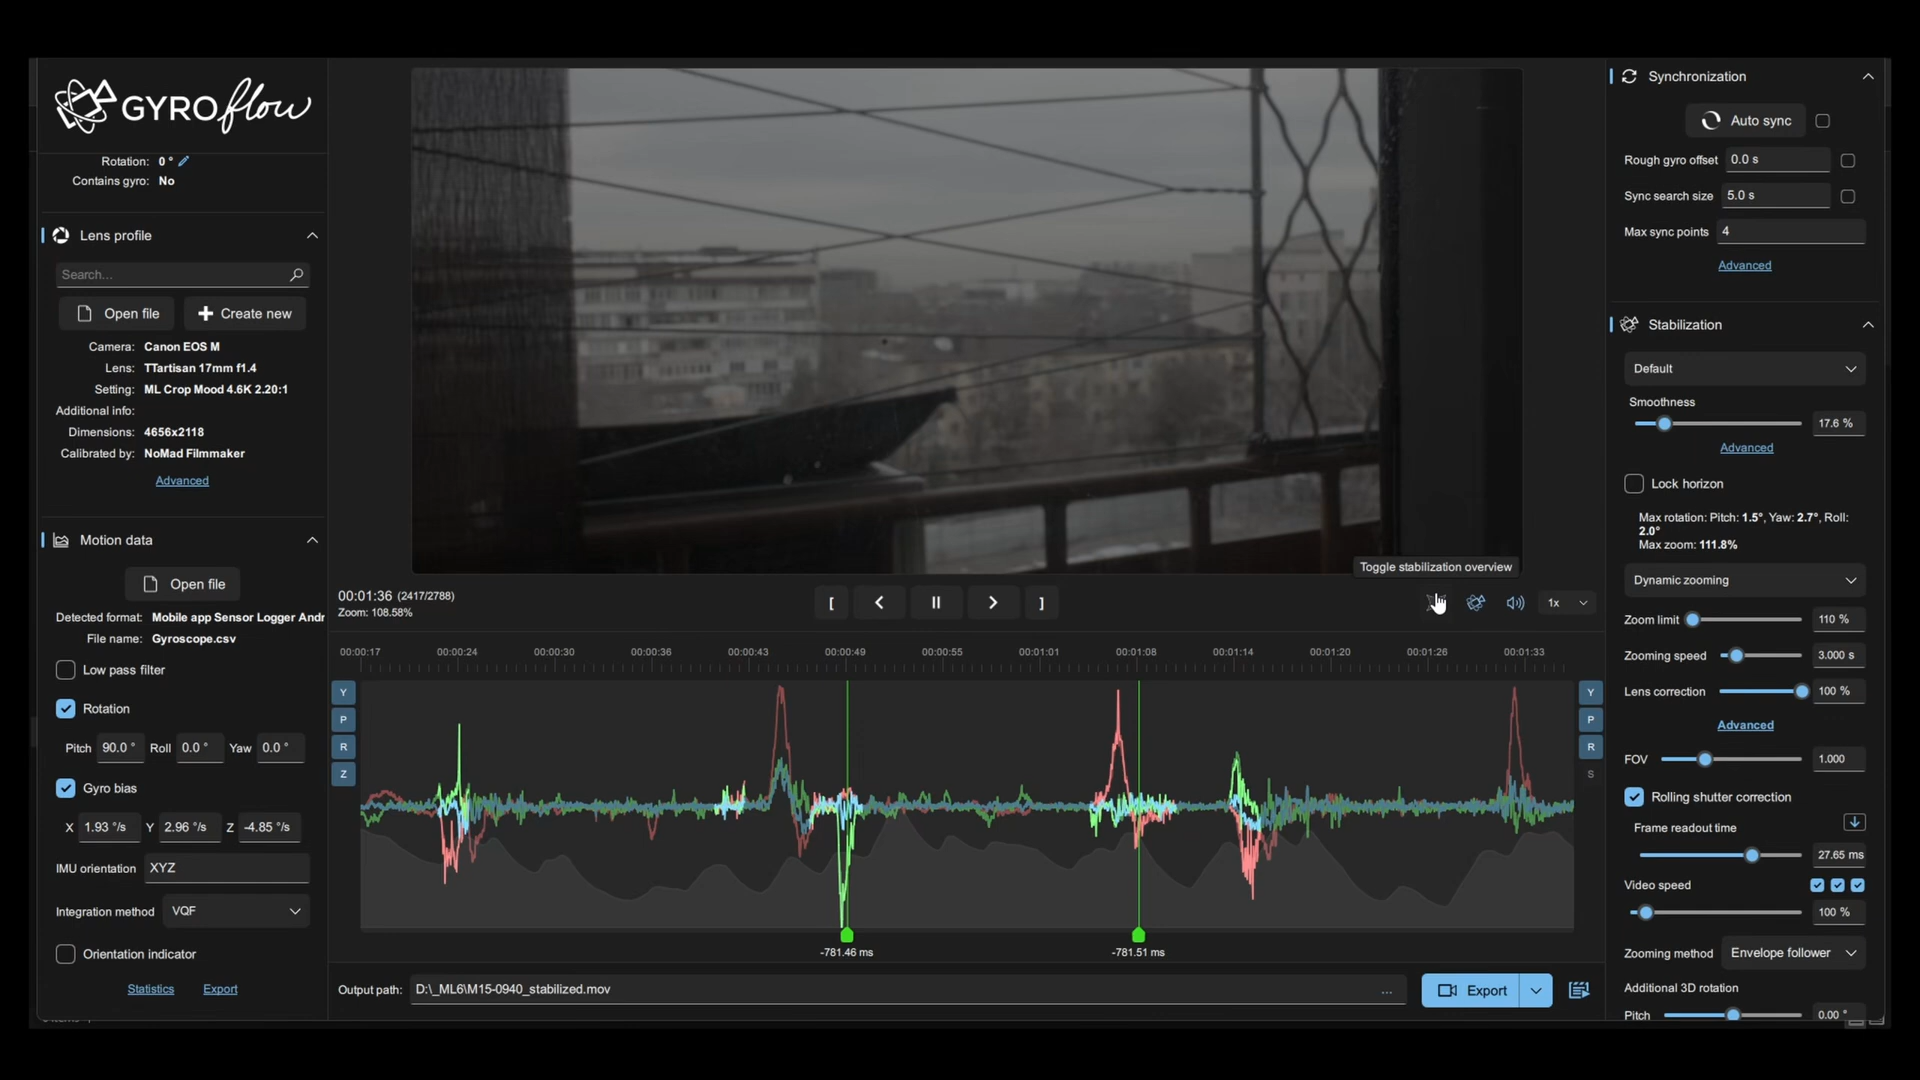 GYROflow
Rotation: 0 °
Contains gyro: No
Lens profile
Search...
Open file
Create new
Camera: Canon EOS M
Lens: TTartisan 17mm f1.4
Setting: ML Crop Mood 4.6K 2.20:1
Additional info:
Dimensions: 4656x2118
Calibrated by: NoMad Filmmaker
Advanced
Motion data
Open file
Detected format: Mobile app Sensor Logger Andr
File name: Gyroscope.csv
Low pass filter
Rotation
Pitch 90.0 ° Roll 0.0 ° Yaw 0.0 °
Gyro bias
X 1.93 °/s Y 2.96 °/s Z -4.85 °/s
IMU orientation XYZ
Integration method VQF
Orientation indicator
Statistics Export
Toggle stabilization overview
00:01:36 (2417/2788)
Zoom: 108.58%
[ ]
1x
00:00:17 00:00:24 00:00:30 00:00:36 00:00:43 00:00:49 00:00:55 00:01:01 00:01:08 00:01:14 00:01:20 00:01:26 00:01:33
Y Y
P P
R R
Z S
-781.46 ms -781.51 ms
Output path: D:\_ML6\M15-0940_stabilized.mov ...
Export
Synchronization
Auto sync
Rough gyro offset 0.0 s
Sync search size 5.0 s
Max sync points 4
Advanced
Stabilization
Default
Smoothness
17.6 %
Advanced
Lock horizon
Max rotation: Pitch: 1.5°, Yaw: 2.7°, Roll:
2.0°
Max zoom: 111.8%
Dynamic zooming
Zoom limit 110 %
Zooming speed 3.000 s
Lens correction 100 %
Advanced
FOV 1.000
Rolling shutter correction
Frame readout time
27.65 ms
Video speed
100 %
Zooming method Envelope follower
Additional 3D rotation
Pitch 0.00 °